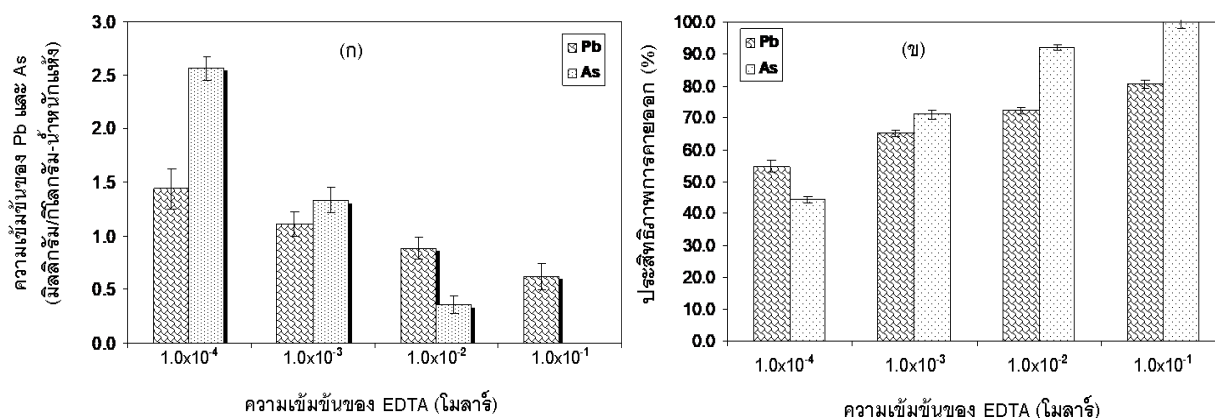 ความเข้มข้นของ Pb และ As
(มิลลิกรัม/กิโลกรัม-น้ำหนักแห้ง)
3.0
2.5
2.0
1.5
1.0
0.5
0.0
(ก)
Pb
As
1.0x10⁻⁴
1.0x10⁻³
1.0x10⁻²
1.0x10⁻¹
ความเข้มข้นของ EDTA (โมลาร์)
ประสิทธิภาพการคายออก (%)
100.0
90.0
80.0
70.0
60.0
50.0
40.0
30.0
20.0
10.0
0.0
(ข)
Pb
As
1.0x10⁻⁴
1.0x10⁻³
1.0x10⁻²
1.0x10⁻¹
ความเข้มข้นของ EDTA (โมลาร์)